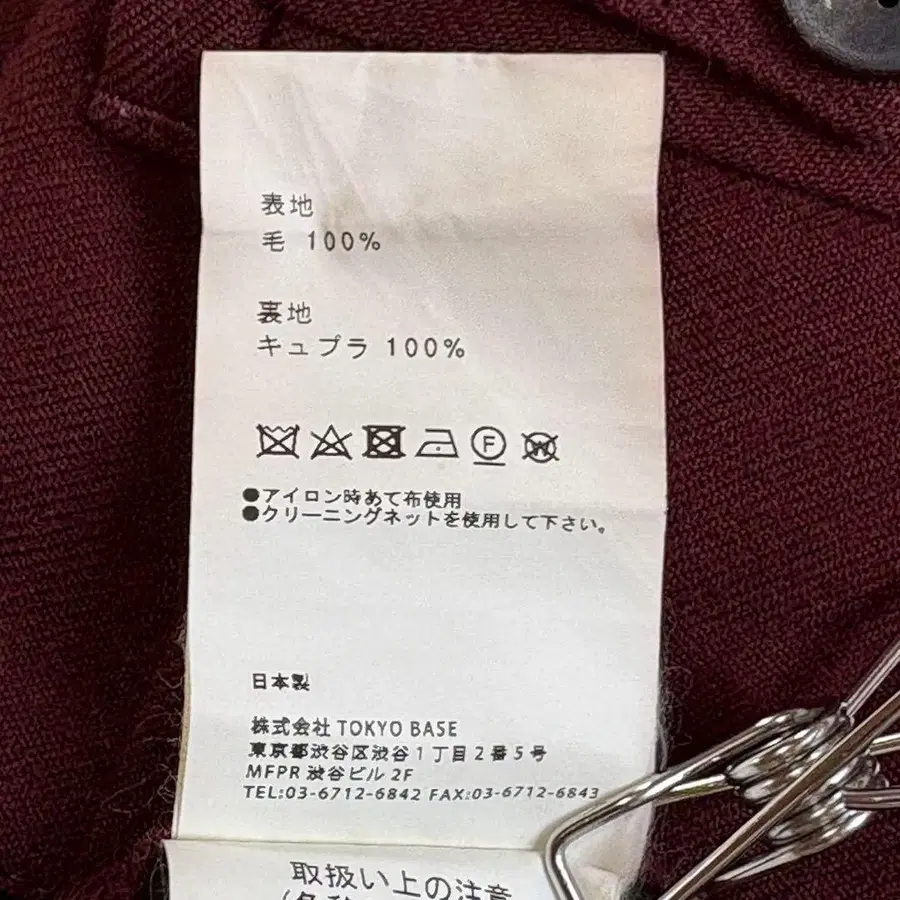 表地
毛 100%
裏地
キュプラ 100%
F
W
●アイロン時あて布使用
●クリーニングネットを使用して下さい。
日本製
株式会社 TOKYO BASE
東京都渋谷区渋谷1丁目2番5号
MFPR 渋谷ビル 2F
TEL:03-6712-6842 FAX:03-6712-6843
取扱い上の注意